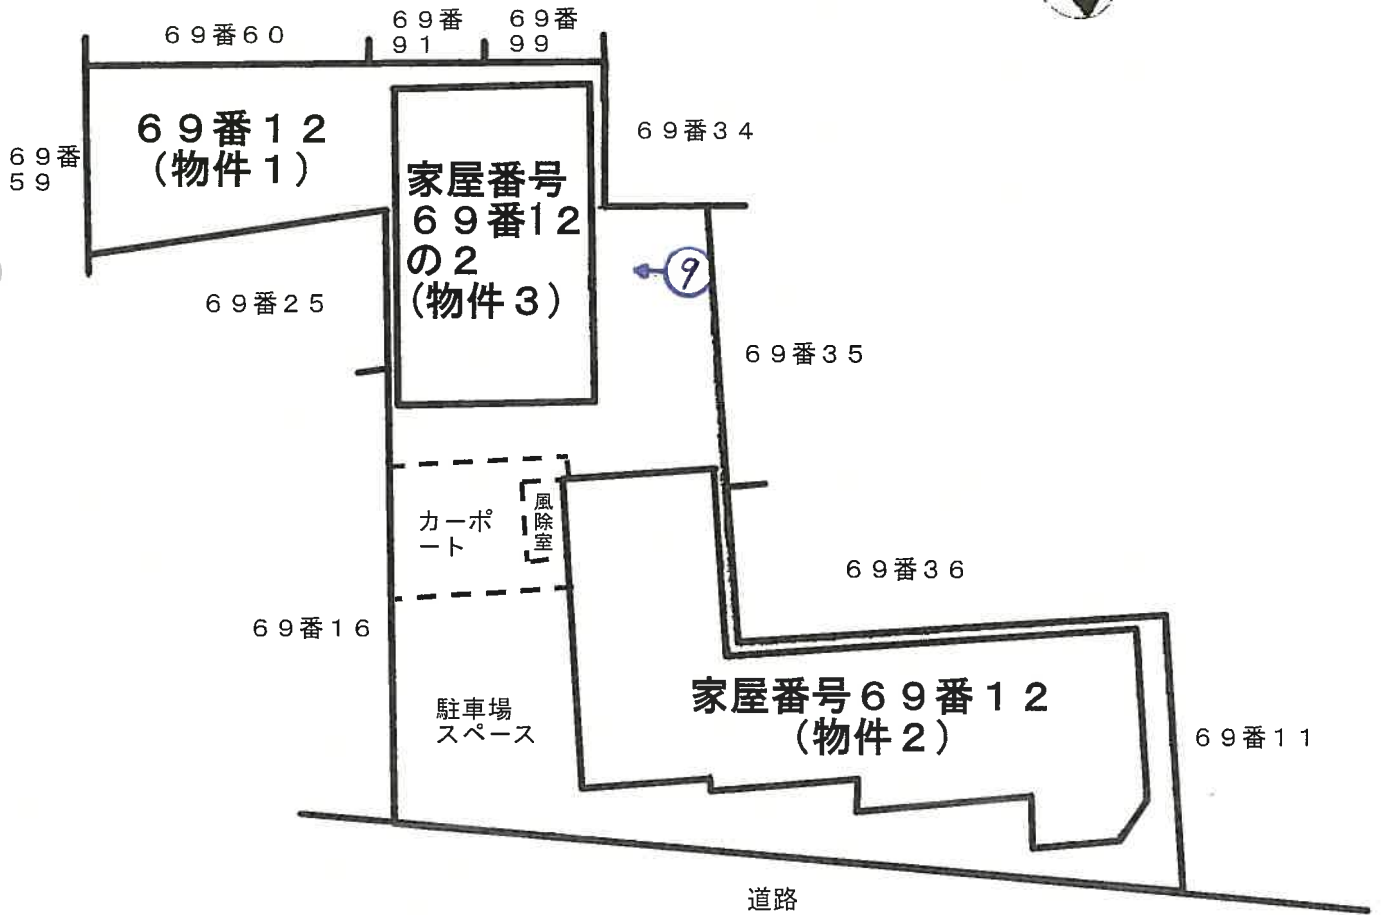 ６９番６０
６９番
９１
６９番
９９
６９番
５９
６９番１２
（物件１）
家屋番号
６９番１２
の２
（物件３）
６９番３４
⑨
６９番２５
６９番３５
カーポ
ート
風
除
室
６９番３６
６９番１６
駐車場
スペース
家屋番号６９番１２
（物件２）
６９番１１
道路